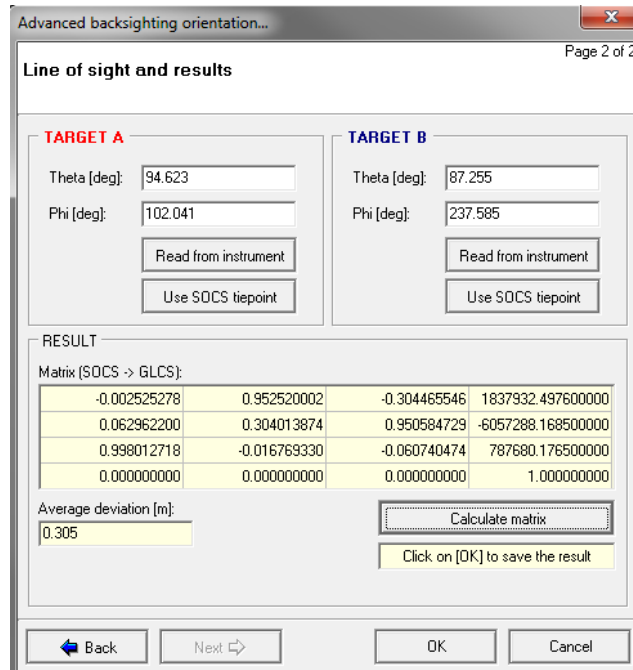 Advanced backsighting orientation...
Page 2 of 2
Line of sight and results
TARGET A
Theta [deg]: 94.623
Phi [deg]: 102.041
Read from instrument
Use SOCS tiepoint
TARGET B
Theta [deg]: 87.255
Phi [deg]: 237.585
Read from instrument
Use SOCS tiepoint
RESULT
Matrix (SOCS -> GLCS):
-0.002525278 0.952520002 -0.304465546 1837932.497600000
0.062962200 0.304013874 0.950584729 -6057288.168500000
0.998012718 -0.016769330 -0.060740474 787680.176500000
0.000000000 0.000000000 0.000000000 1.000000000
Average deviation [m]:
0.305
Calculate matrix
Click on [OK] to save the result
Back Next OK Cancel